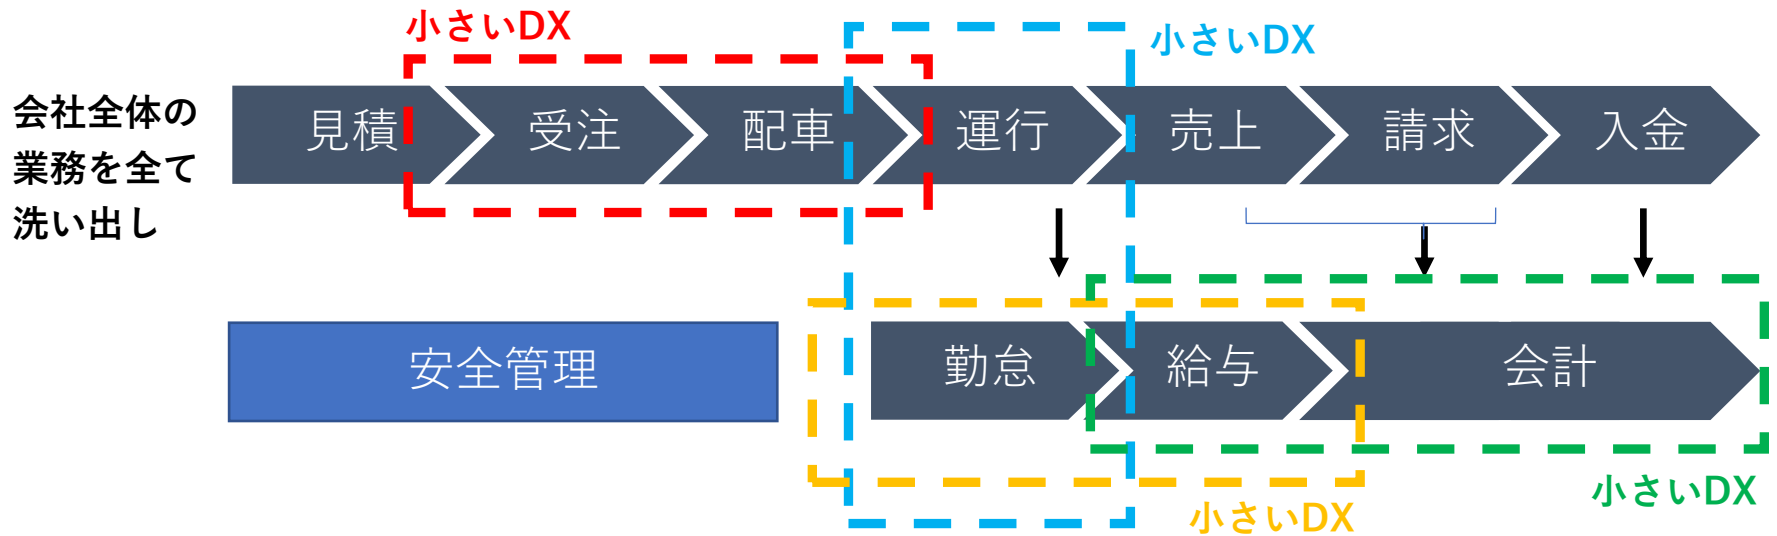 小さいDX
小さいDX
会社全体の
業務を全て
洗い出し
見積
受注
配車
運行
売上
請求
入金
安全管理
勤怠
給与
会計
小さいDX
小さいDX